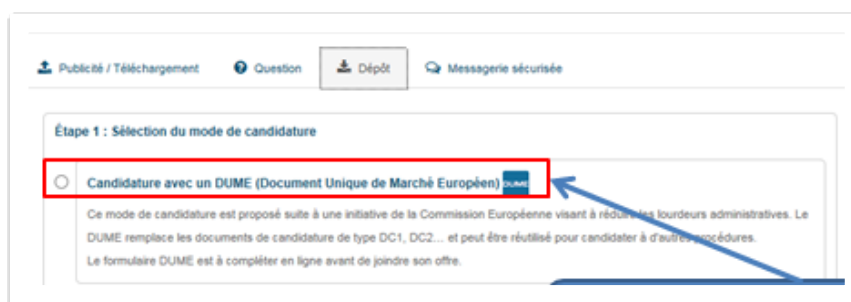 Publicité / Téléchargement Question Dépôt Messagerie sécurisée
Étape 1 : Sélection du mode de candidature
Candidature avec un DUME (Document Unique de Marché Européen) DUME
Ce mode de candidature est proposé suite à une initiative de la Commission Européenne visant à réduire les lourdeurs administratives. Le
DUME remplace les documents de candidature de type DC1, DC2... et peut être réutilisé pour candidater à d'autres procédures.
Le formulaire DUME est à compléter en ligne avant de joindre son offre.